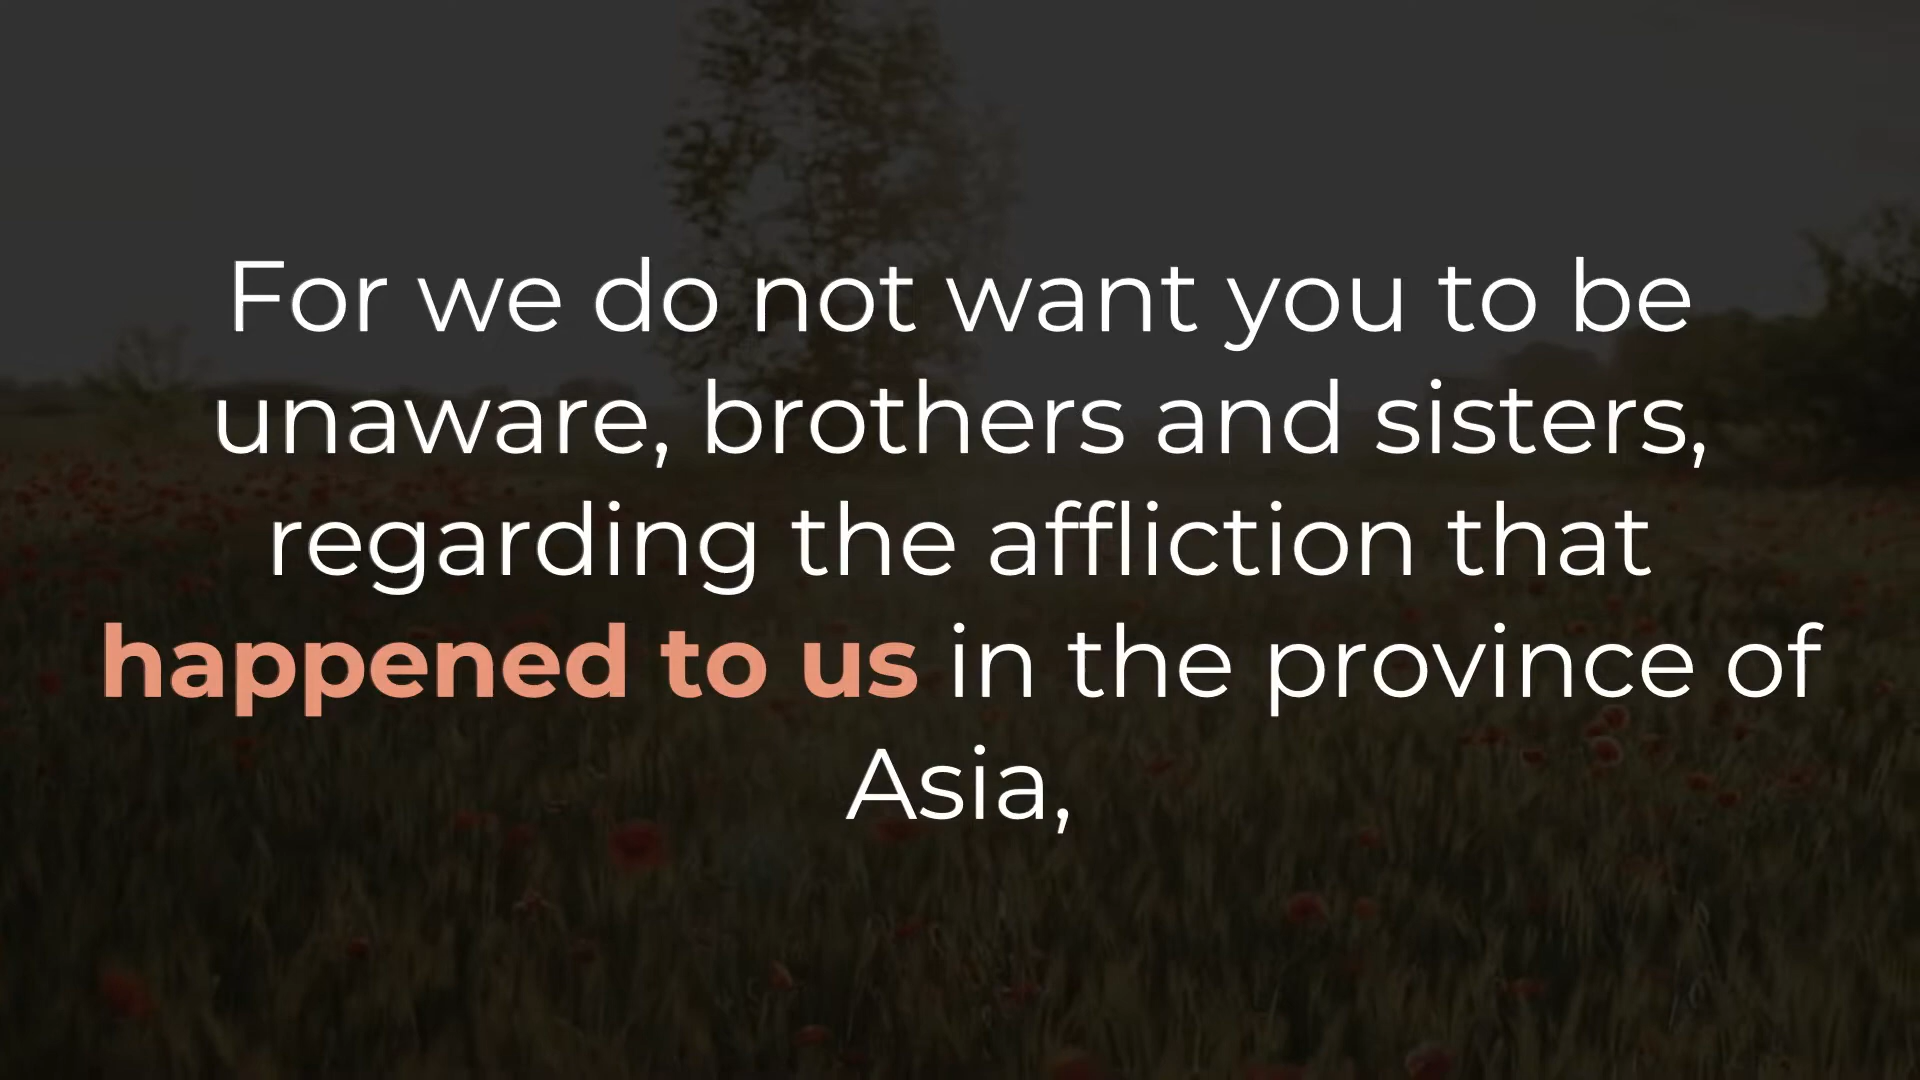 For we do not want you to be
unaware, brothers and sisters,
regarding the affliction that
happened to us in the province of
Asia,